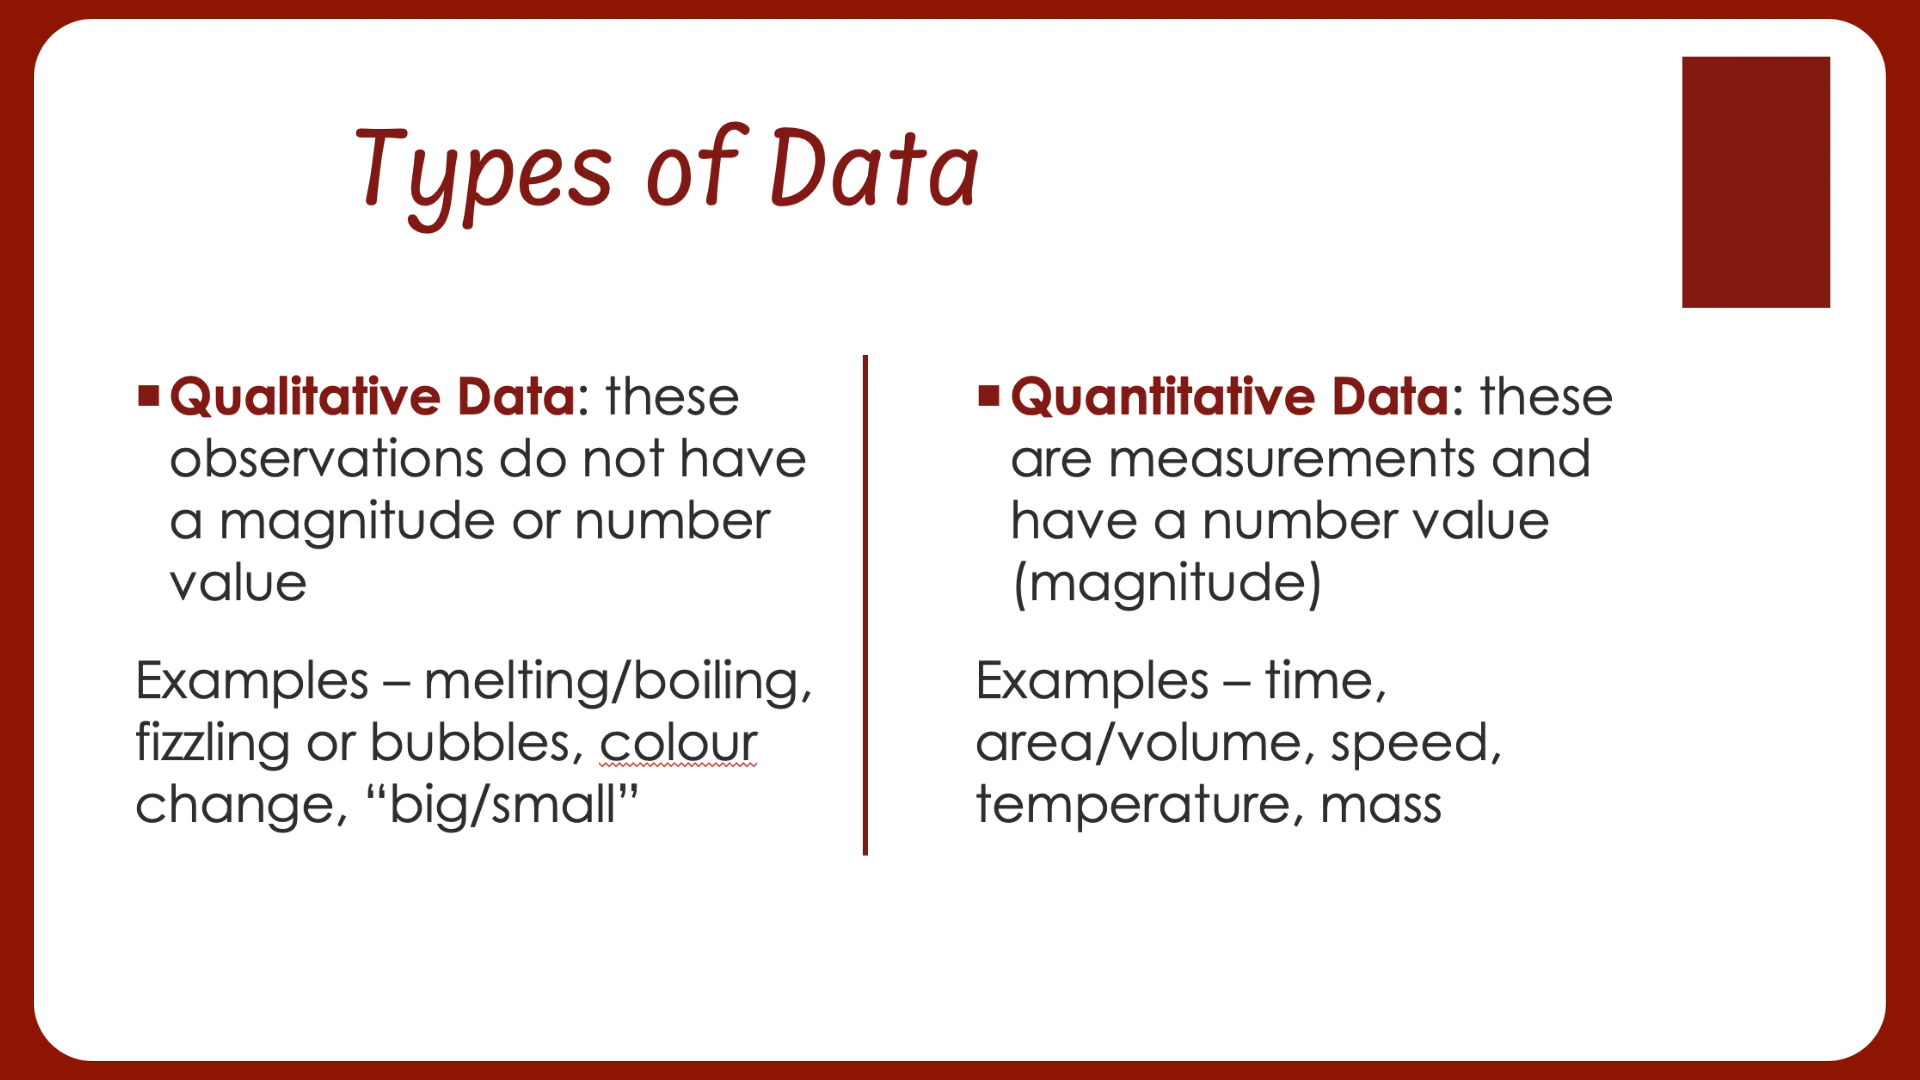 Types of Data
Qualitative Data: these
observations do not have
a magnitude or number
value
Examples – melting/boiling,
fizzling or bubbles, colour
change, “big/small”
Quantitative Data: these
are measurements and
have a number value
(magnitude)
Examples – time,
area/volume, speed,
temperature, mass